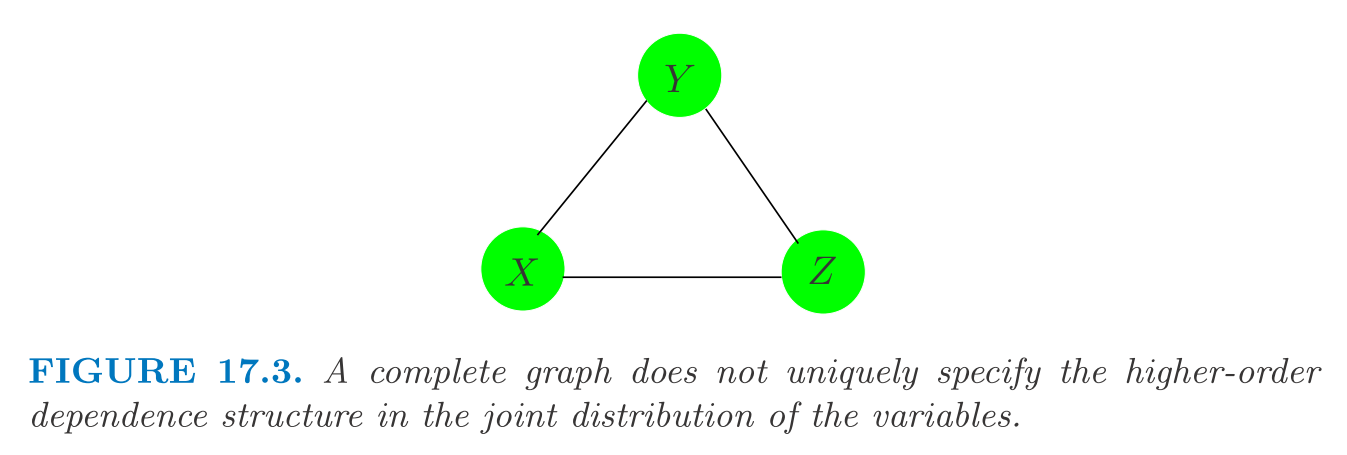 Y
X
Z
FIGURE 17.3. A complete graph does not uniquely specify the higher-order
dependence structure in the joint distribution of the variables.